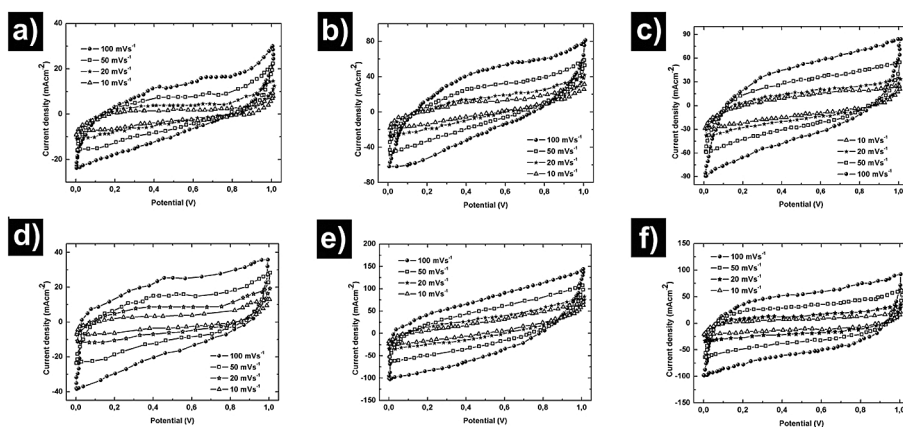 a)
40
20
0
-20
100 mVs⁻¹
50 mVs⁻¹
20 mVs⁻¹
10 mVs⁻¹
0,0 0,2 0,4 0,6 0,8 1,0
Potential (V)
Current density (mAcm⁻²)
b)
80
40
0
-40
-80
100 mVs⁻¹
50 mVs⁻¹
20 mVs⁻¹
10 mVs⁻¹
0,0 0,2 0,4 0,6 0,8 1,0
Potential (V)
Current density (mAcm⁻²)
c)
90
60
30
0
-30
-60
-90
10 mVs⁻¹
20 mVs⁻¹
50 mVs⁻¹
100 mVs⁻¹
0,0 0,2 0,4 0,6 0,8 1,0
Potential (V)
Current density (mAcm⁻²)
d)
40
20
0
-20
-40
100 mVs⁻¹
50 mVs⁻¹
20 mVs⁻¹
10 mVs⁻¹
0,0 0,2 0,4 0,6 0,8 1,0
Potential (V)
Current density (mAcm⁻²)
e)
200
150
100
50
0
-50
-100
-150
100 mVs⁻¹
50 mVs⁻¹
20 mVs⁻¹
10 mVs⁻¹
0,0 0,2 0,4 0,6 0,8 1,0
Potential (V)
Current density (mAcm⁻²)
f)
150
100
50
0
-50
-100
-150
100 mVs⁻¹
50 mVs⁻¹
20 mVs⁻¹
10 mVs⁻¹
0,0 0,2 0,4 0,6 0,8 1,0
Potential (V)
Current density (mAcm⁻²)